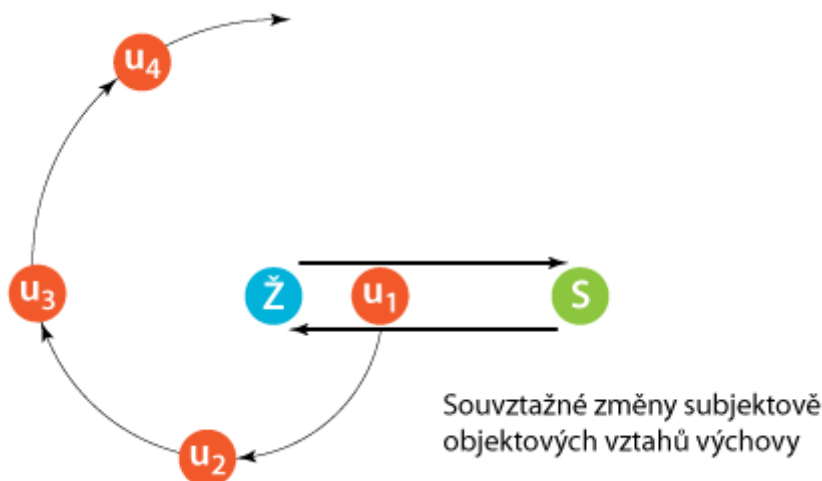 u4
u3
Ž
u1
S
u2
Souvztažné změny subjektově
objektových vztahů výchovy